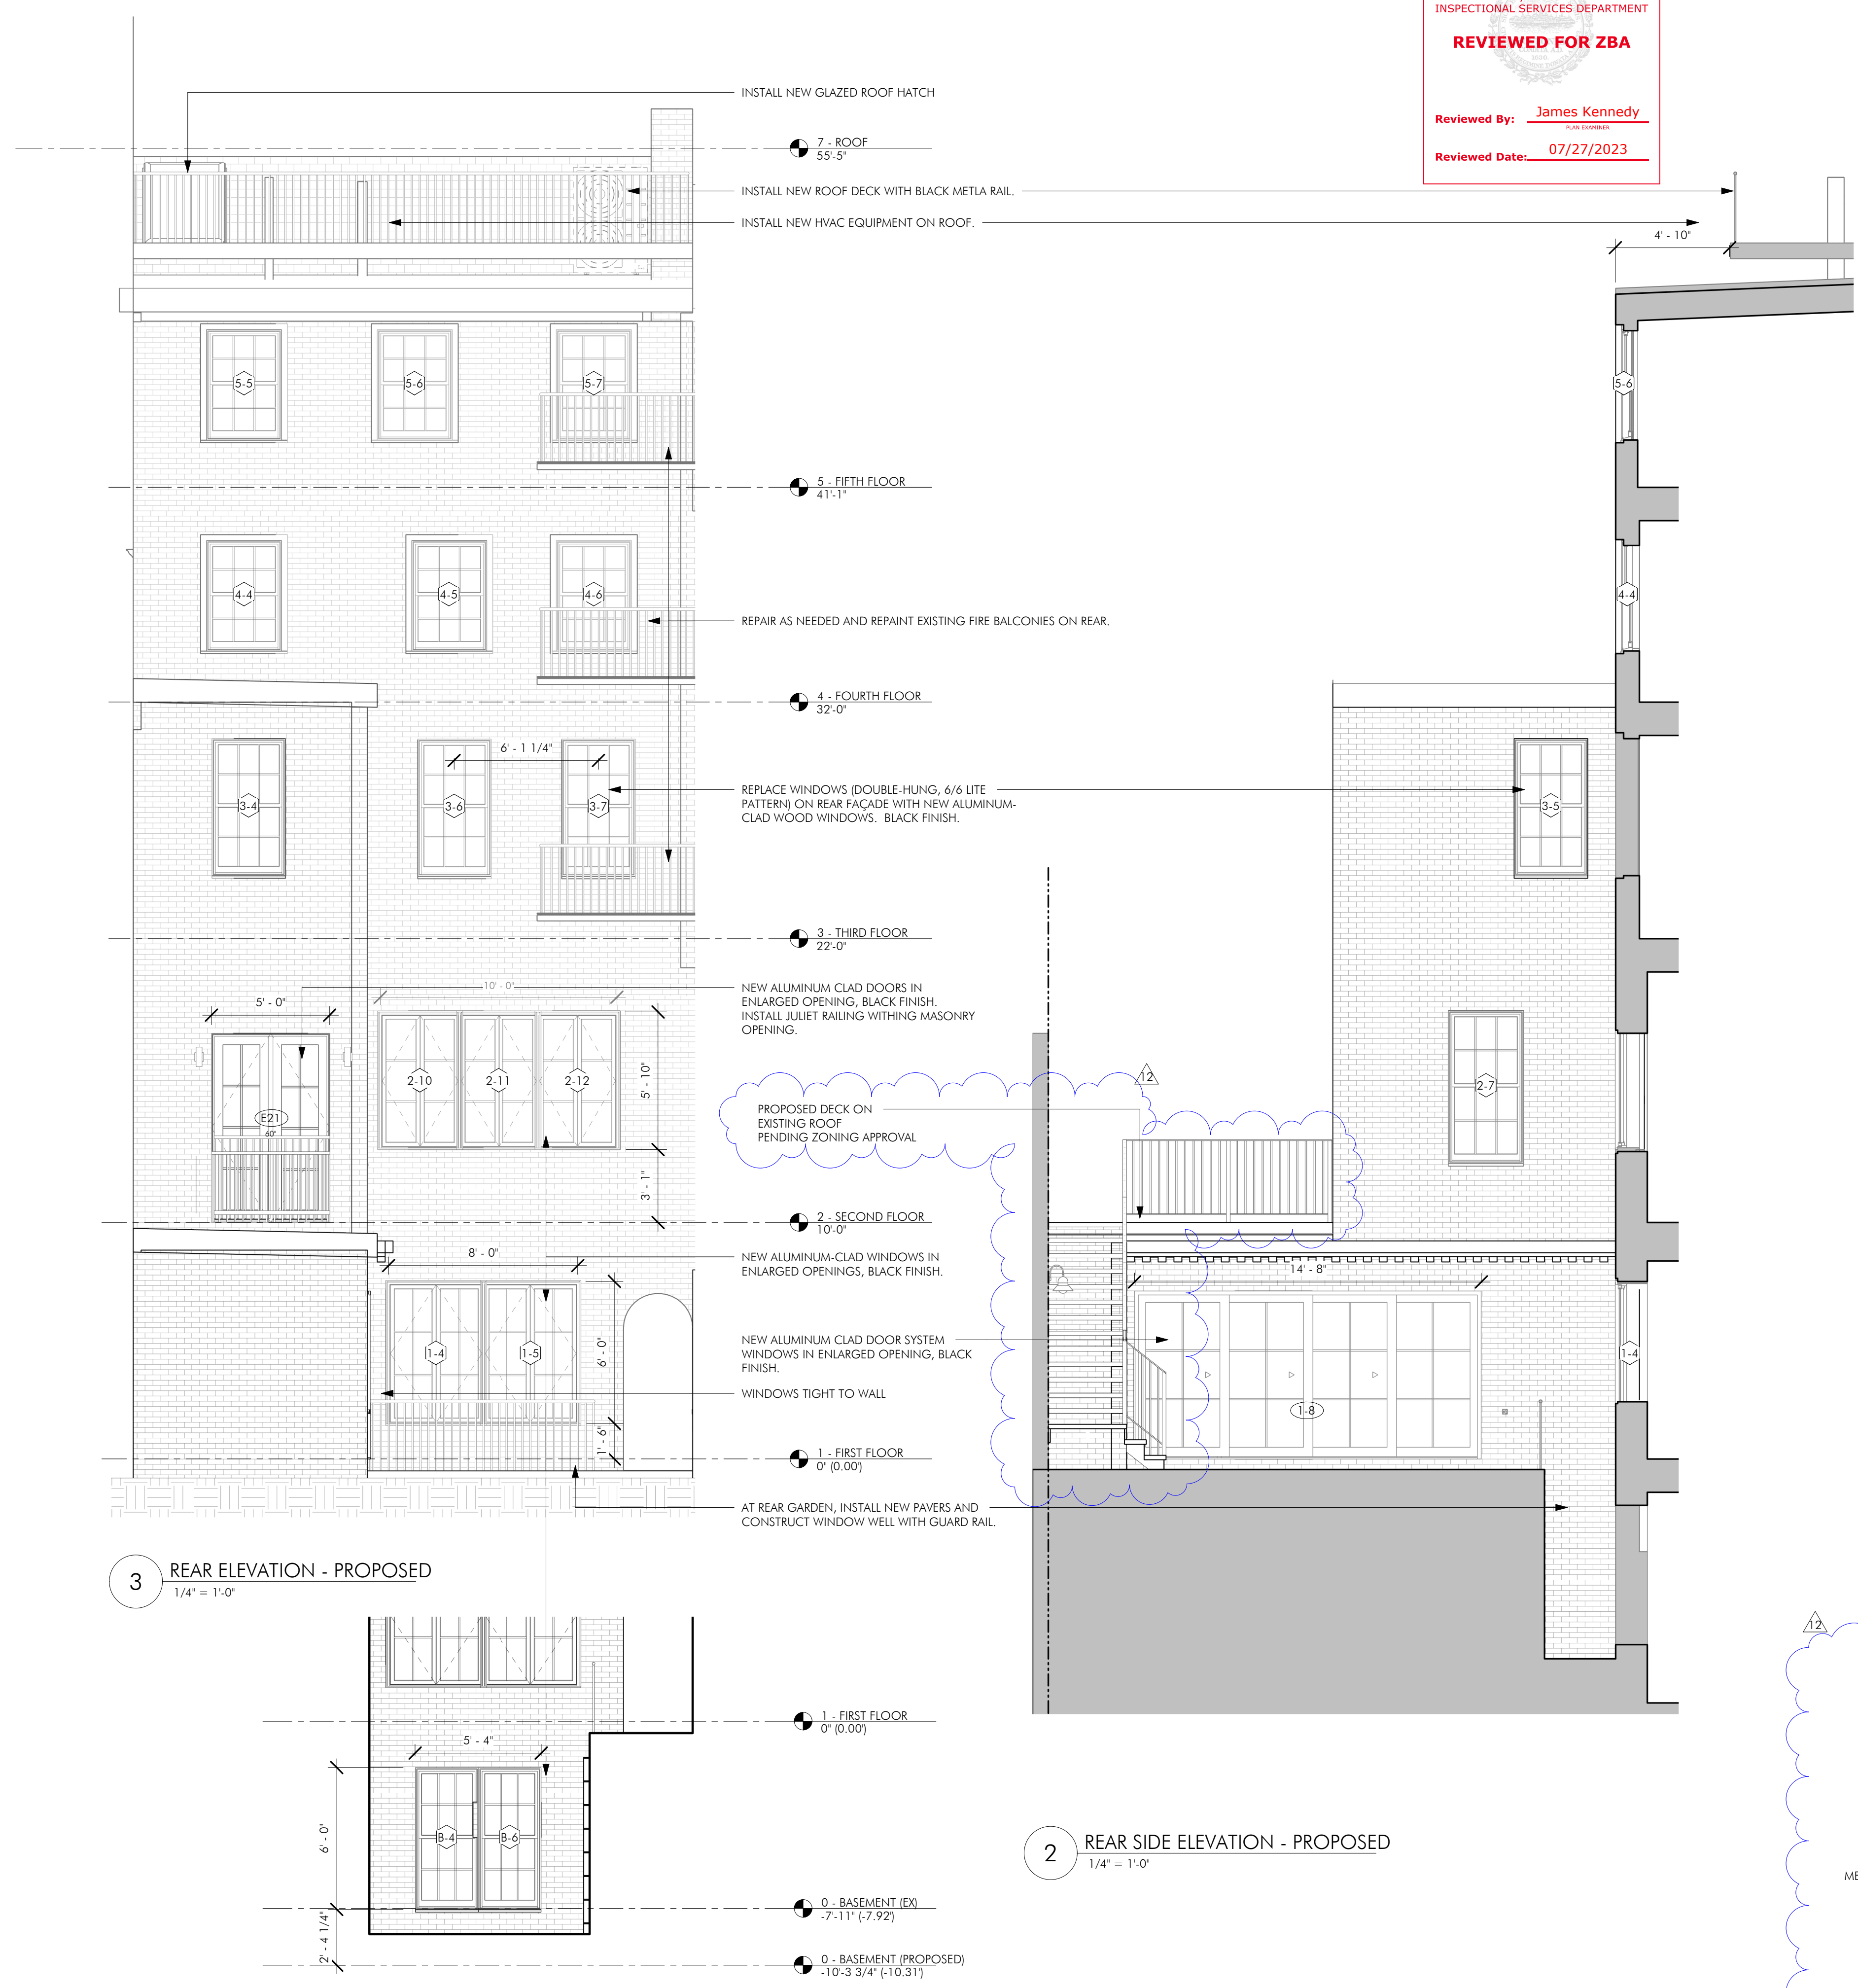 INSPECTIONAL SERVICES DEPARTMENT
REVIEWED FOR ZBA
Reviewed By: James Kennedy
PLAN EXAMINER
Reviewed Date: 07/27/2023
INSTALL NEW GLAZED ROOF HATCH
7 - ROOF
55'-5"
INSTALL NEW ROOF DECK WITH BLACK METLA RAIL.
INSTALL NEW HVAC EQUIPMENT ON ROOF.
4' - 10"
5-5
5-6
5-7
5-6
5 - FIFTH FLOOR
41'-1"
4-4
4-5
4-6
4-4
REPAIR AS NEEDED AND REPAINT EXISTING FIRE BALCONIES ON REAR.
4 - FOURTH FLOOR
32'-0"
6' - 1 1/4"
3-4
3-6
3-7
3-5
REPLACE WINDOWS (DOUBLE-HUNG, 6/6 LITE
PATTERN) ON REAR FAÇADE WITH NEW ALUMINUM-
CLAD WOOD WINDOWS. BLACK FINISH.
3 - THIRD FLOOR
22'-0"
NEW ALUMINUM CLAD DOORS IN
ENLARGED OPENING, BLACK FINISH.
INSTALL JULIET RAILING WITHING MASONRY
OPENING.
5' - 0"
10' - 0"
2-10
2-11
2-12
5' - 10"
E21
60"
3' - 1"
12
2-7
PROPOSED DECK ON
EXISTING ROOF
PENDING ZONING APPROVAL
2 - SECOND FLOOR
10'-0"
NEW ALUMINUM-CLAD WINDOWS IN
ENLARGED OPENINGS, BLACK FINISH.
8' - 0"
14' - 8"
1-4
1-5
6' - 0"
1-4
1-8
NEW ALUMINUM CLAD DOOR SYSTEM
WINDOWS IN ENLARGED OPENING, BLACK
FINISH.
WINDOWS TIGHT TO WALL
1' - 6"
1 - FIRST FLOOR
0" (0.00')
AT REAR GARDEN, INSTALL NEW PAVERS AND
CONSTRUCT WINDOW WELL WITH GUARD RAIL.
3
REAR ELEVATION - PROPOSED
1/4" = 1'-0"
12
1 - FIRST FLOOR
0" (0.00')
5' - 4"
B-4
B-6
6' - 0"
2' - 4 1/4"
2
REAR SIDE ELEVATION - PROPOSED
1/4" = 1'-0"
0 - BASEMENT (EX)
-7'-11" (-7.92')
0 - BASEMENT (PROPOSED)
-10'-3 3/4" (-10.31')